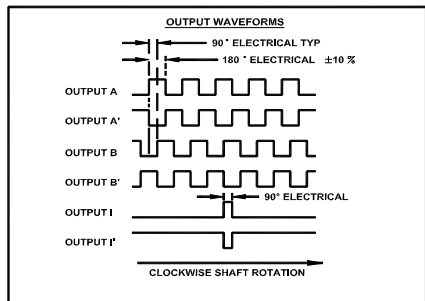 OUTPUT WAVEFORMS
90° ELECTRICAL TYP
180° ELECTRICAL ±10 %
OUTPUT A
OUTPUT A'
OUTPUT B
OUTPUT B'
90° ELECTRICAL
OUTPUT I
OUTPUT I'
CLOCKWISE SHAFT ROTATION